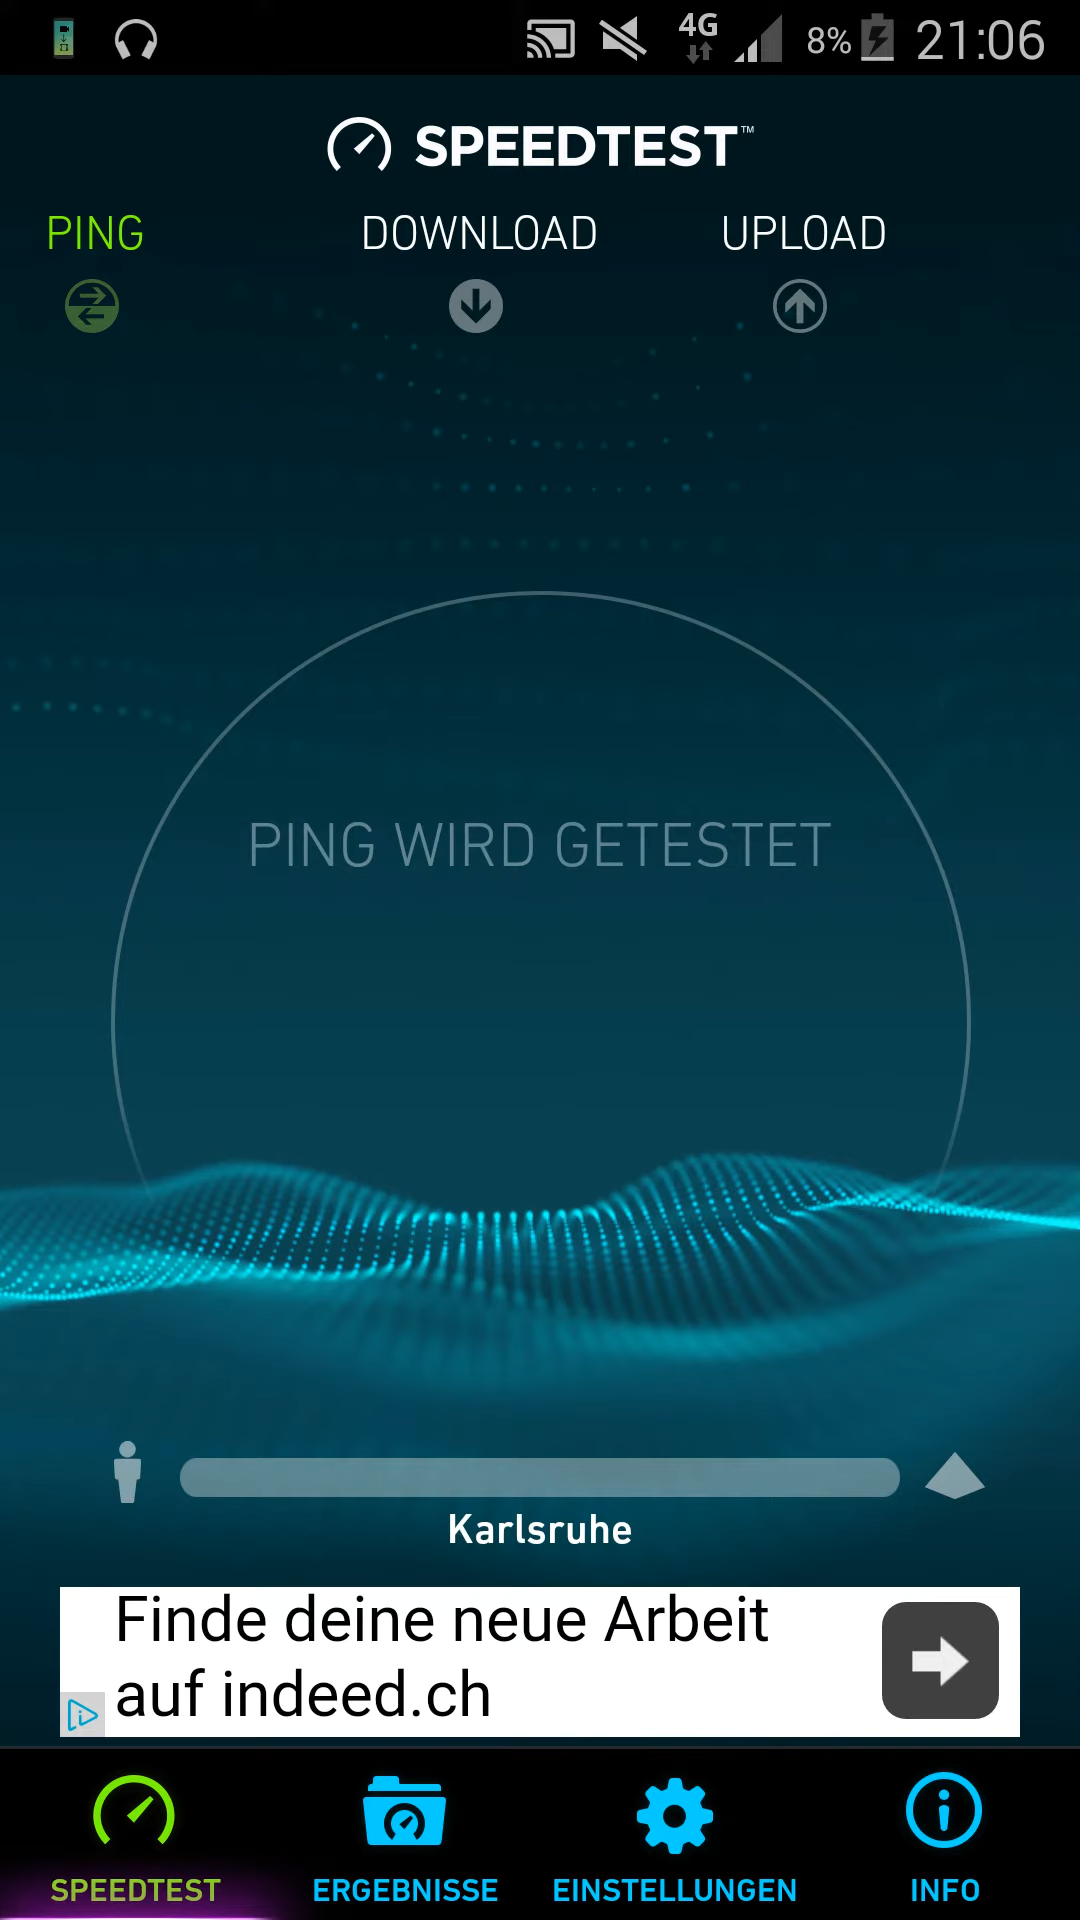 4G 8% 21:06
SPEEDTEST™
PING DOWNLOAD UPLOAD
PING WIRD GETESTET
Karlsruhe
Finde deine neue Arbeit
auf indeed.ch
SPEEDTEST ERGEBNISSE EINSTELLUNGEN INFO